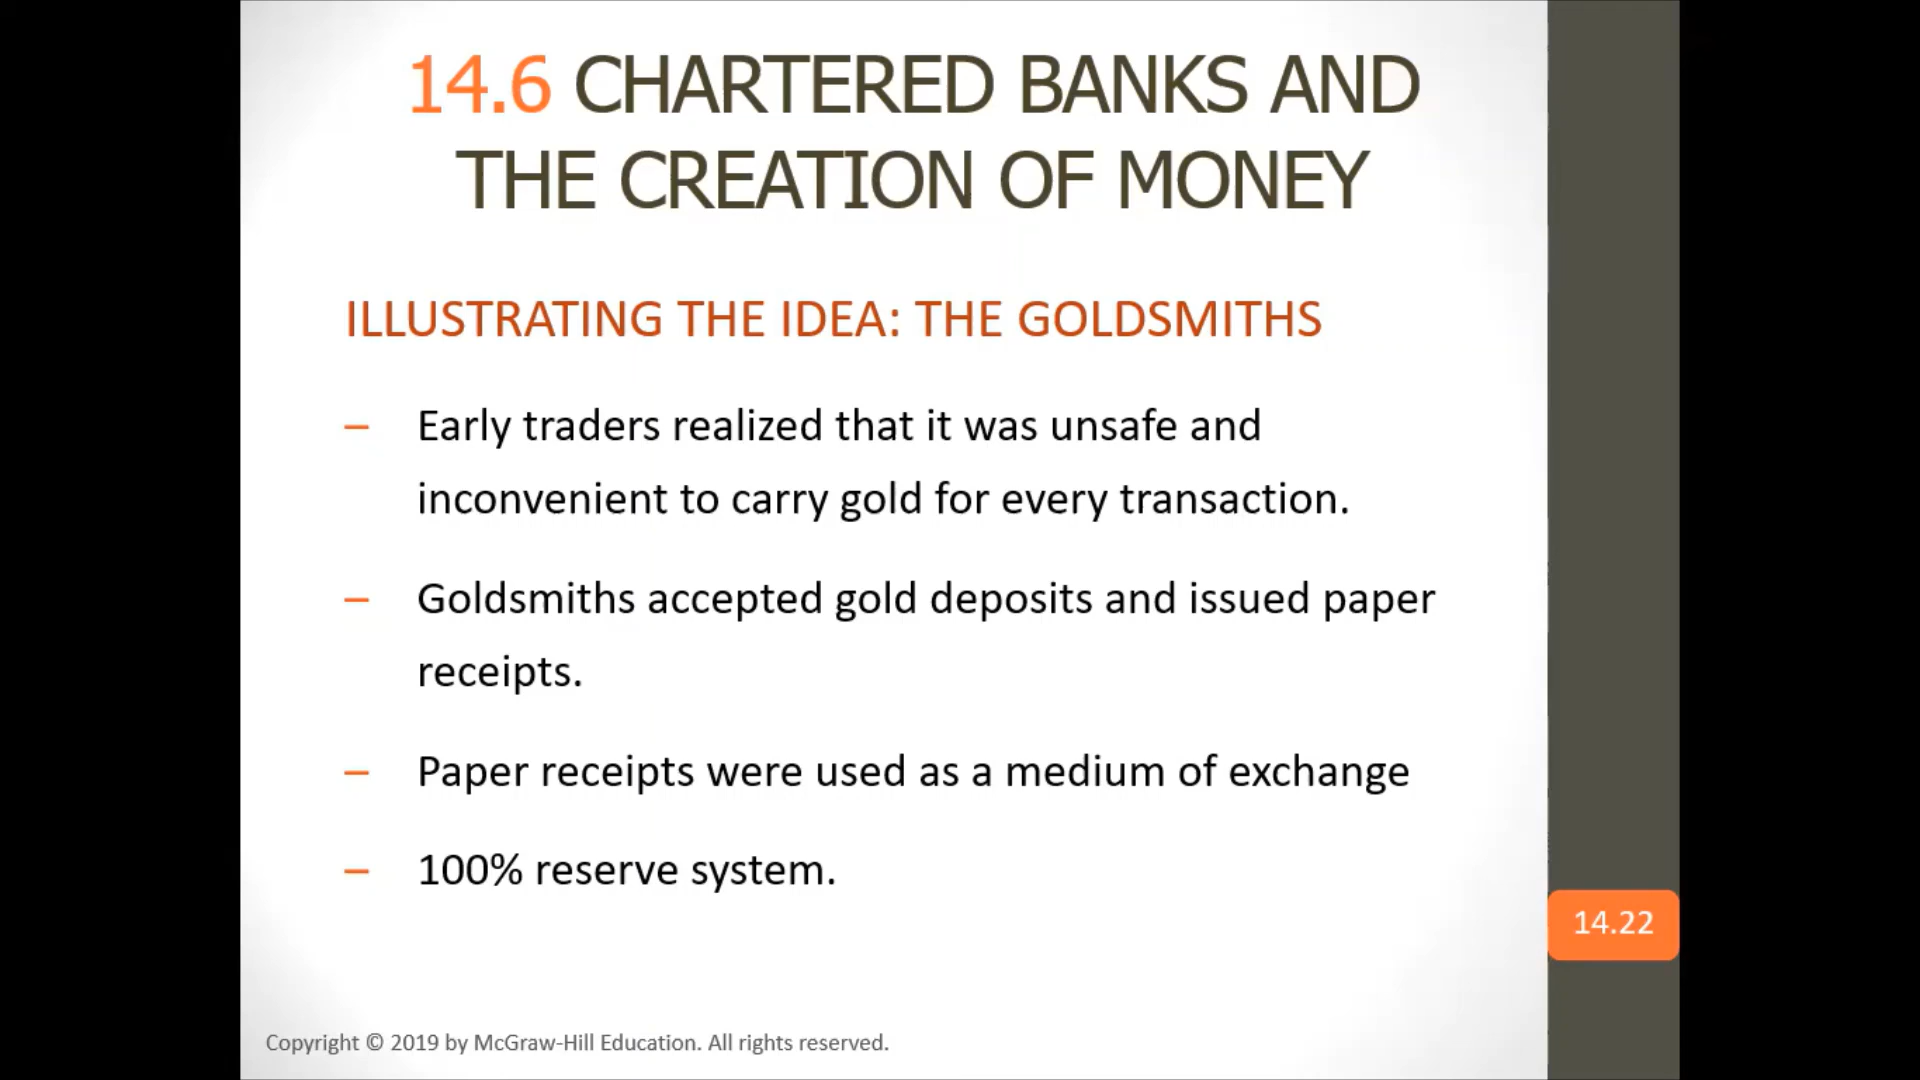 14.6 CHARTERED BANKS AND
THE CREATION OF MONEY
ILLUSTRATING THE IDEA: THE GOLDSMITHS
– Early traders realized that it was unsafe and
inconvenient to carry gold for every transaction.
– Goldsmiths accepted gold deposits and issued paper
receipts.
– Paper receipts were used as a medium of exchange
– 100% reserve system.
14.22
Copyright © 2019 by McGraw-Hill Education. All rights reserved.